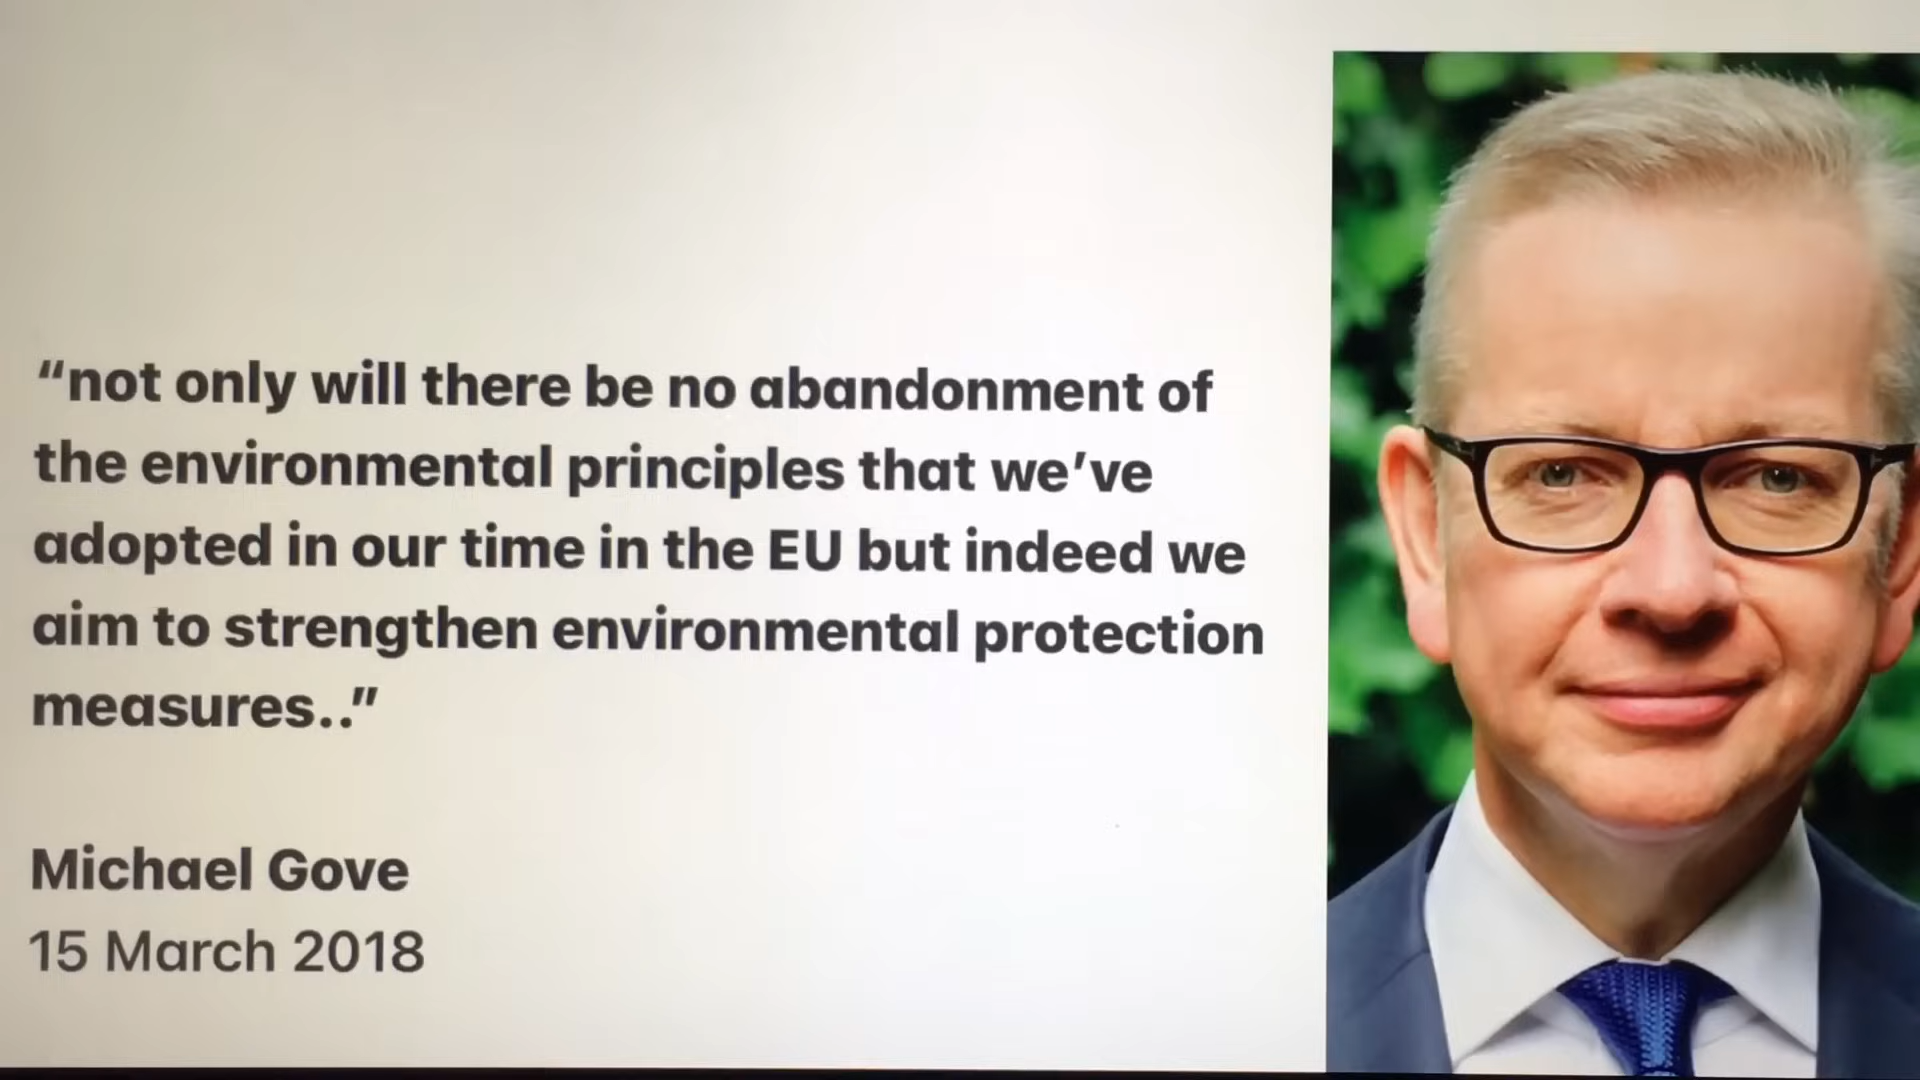 “not only will there be no abandonment of
the environmental principles that we’ve
adopted in our time in the EU but indeed we
aim to strengthen environmental protection
measures..”
Michael Gove
15 March 2018